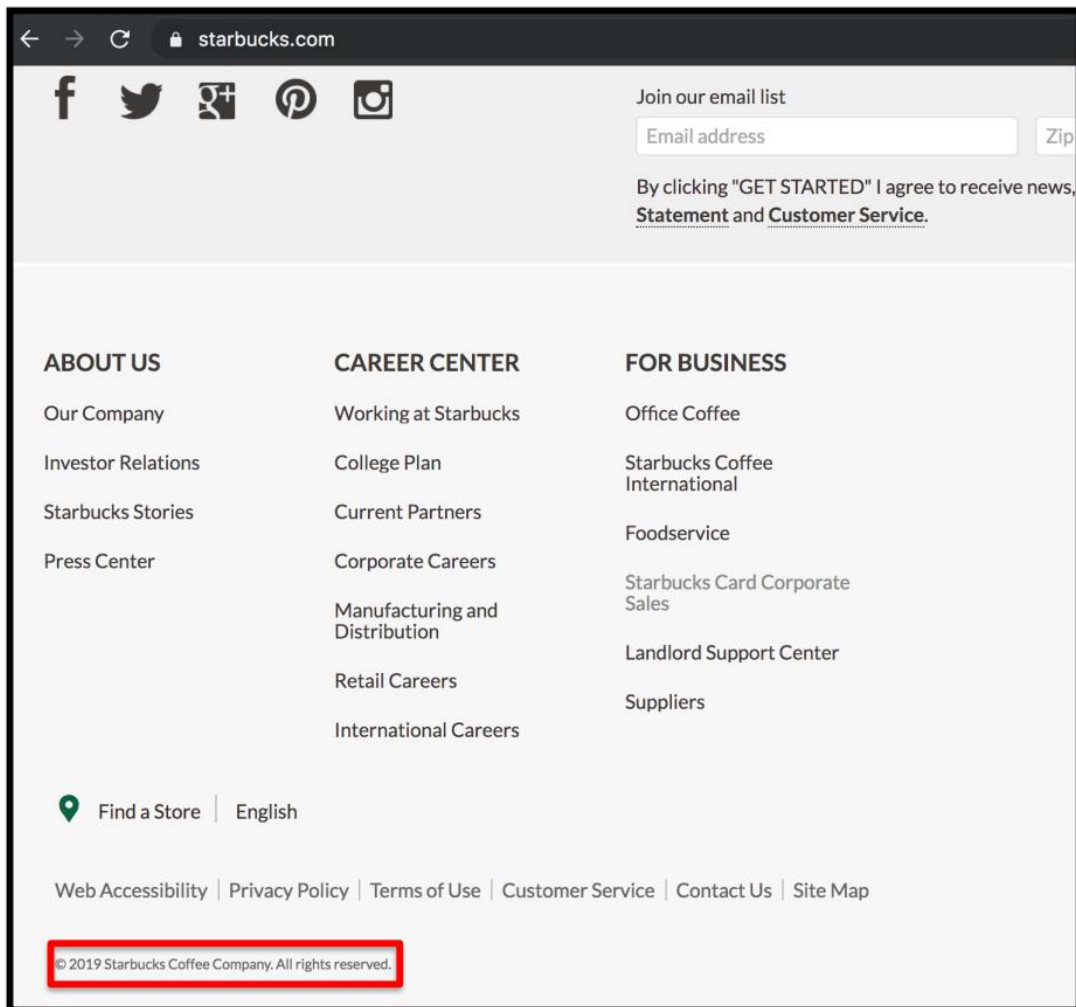 starbucks.com
Join our email list
Email address
Zip
By clicking "GET STARTED" I agree to receive news,
Statement and Customer Service.
ABOUT US
Our Company
Investor Relations
Starbucks Stories
Press Center
CAREER CENTER
Working at Starbucks
College Plan
Current Partners
Corporate Careers
Manufacturing and
Distribution
Retail Careers
International Careers
FOR BUSINESS
Office Coffee
Starbucks Coffee
International
Foodservice
Starbucks Card Corporate
Sales
Landlord Support Center
Suppliers
Find a Store | English
Web Accessibility | Privacy Policy | Terms of Use | Customer Service | Contact Us | Site Map
© 2019 Starbucks Coffee Company. All rights reserved.